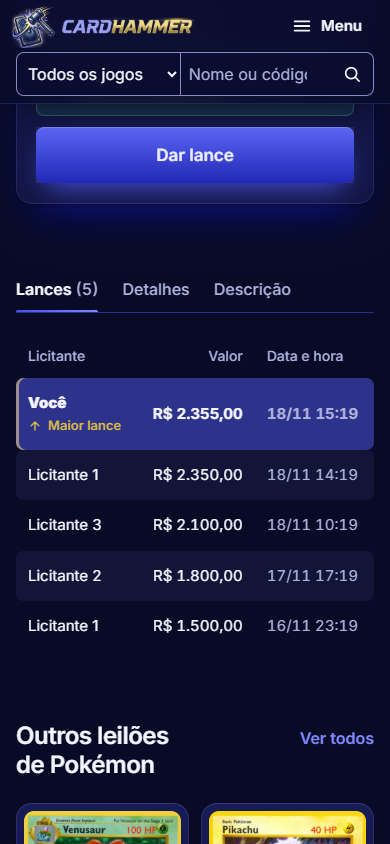 CARDHAMMER
Menu
Todos os jogos
Nome ou códig
Dar lance
Lances (5)
Detalhes
Descrição
Licitante Valor Data e hora
Você
↑ Maior lance
R$ 2.355,00 18/11 15:19
Licitante 1 R$ 2.350,00 18/11 14:19
Licitante 3 R$ 2.100,00 18/11 10:19
Licitante 2 R$ 1.800,00 17/11 17:19
Licitante 1 R$ 1.500,00 16/11 23:19
Outros leilões
de Pokémon
Ver todos
Venusaur 100 HP
Basic Pokémon
Pikachu 40 HP